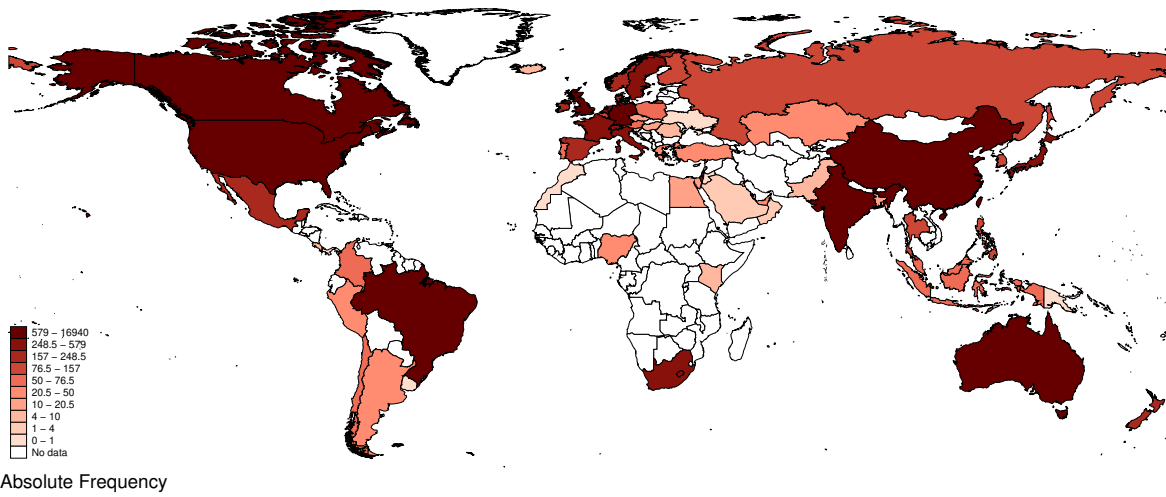 579 − 16940
248.5 − 579
157 − 248.5
76.5 − 157
50 − 76.5
20.5 − 50
10 − 20.5
4 − 10
1 − 4
0 − 1
No data
Absolute Frequency